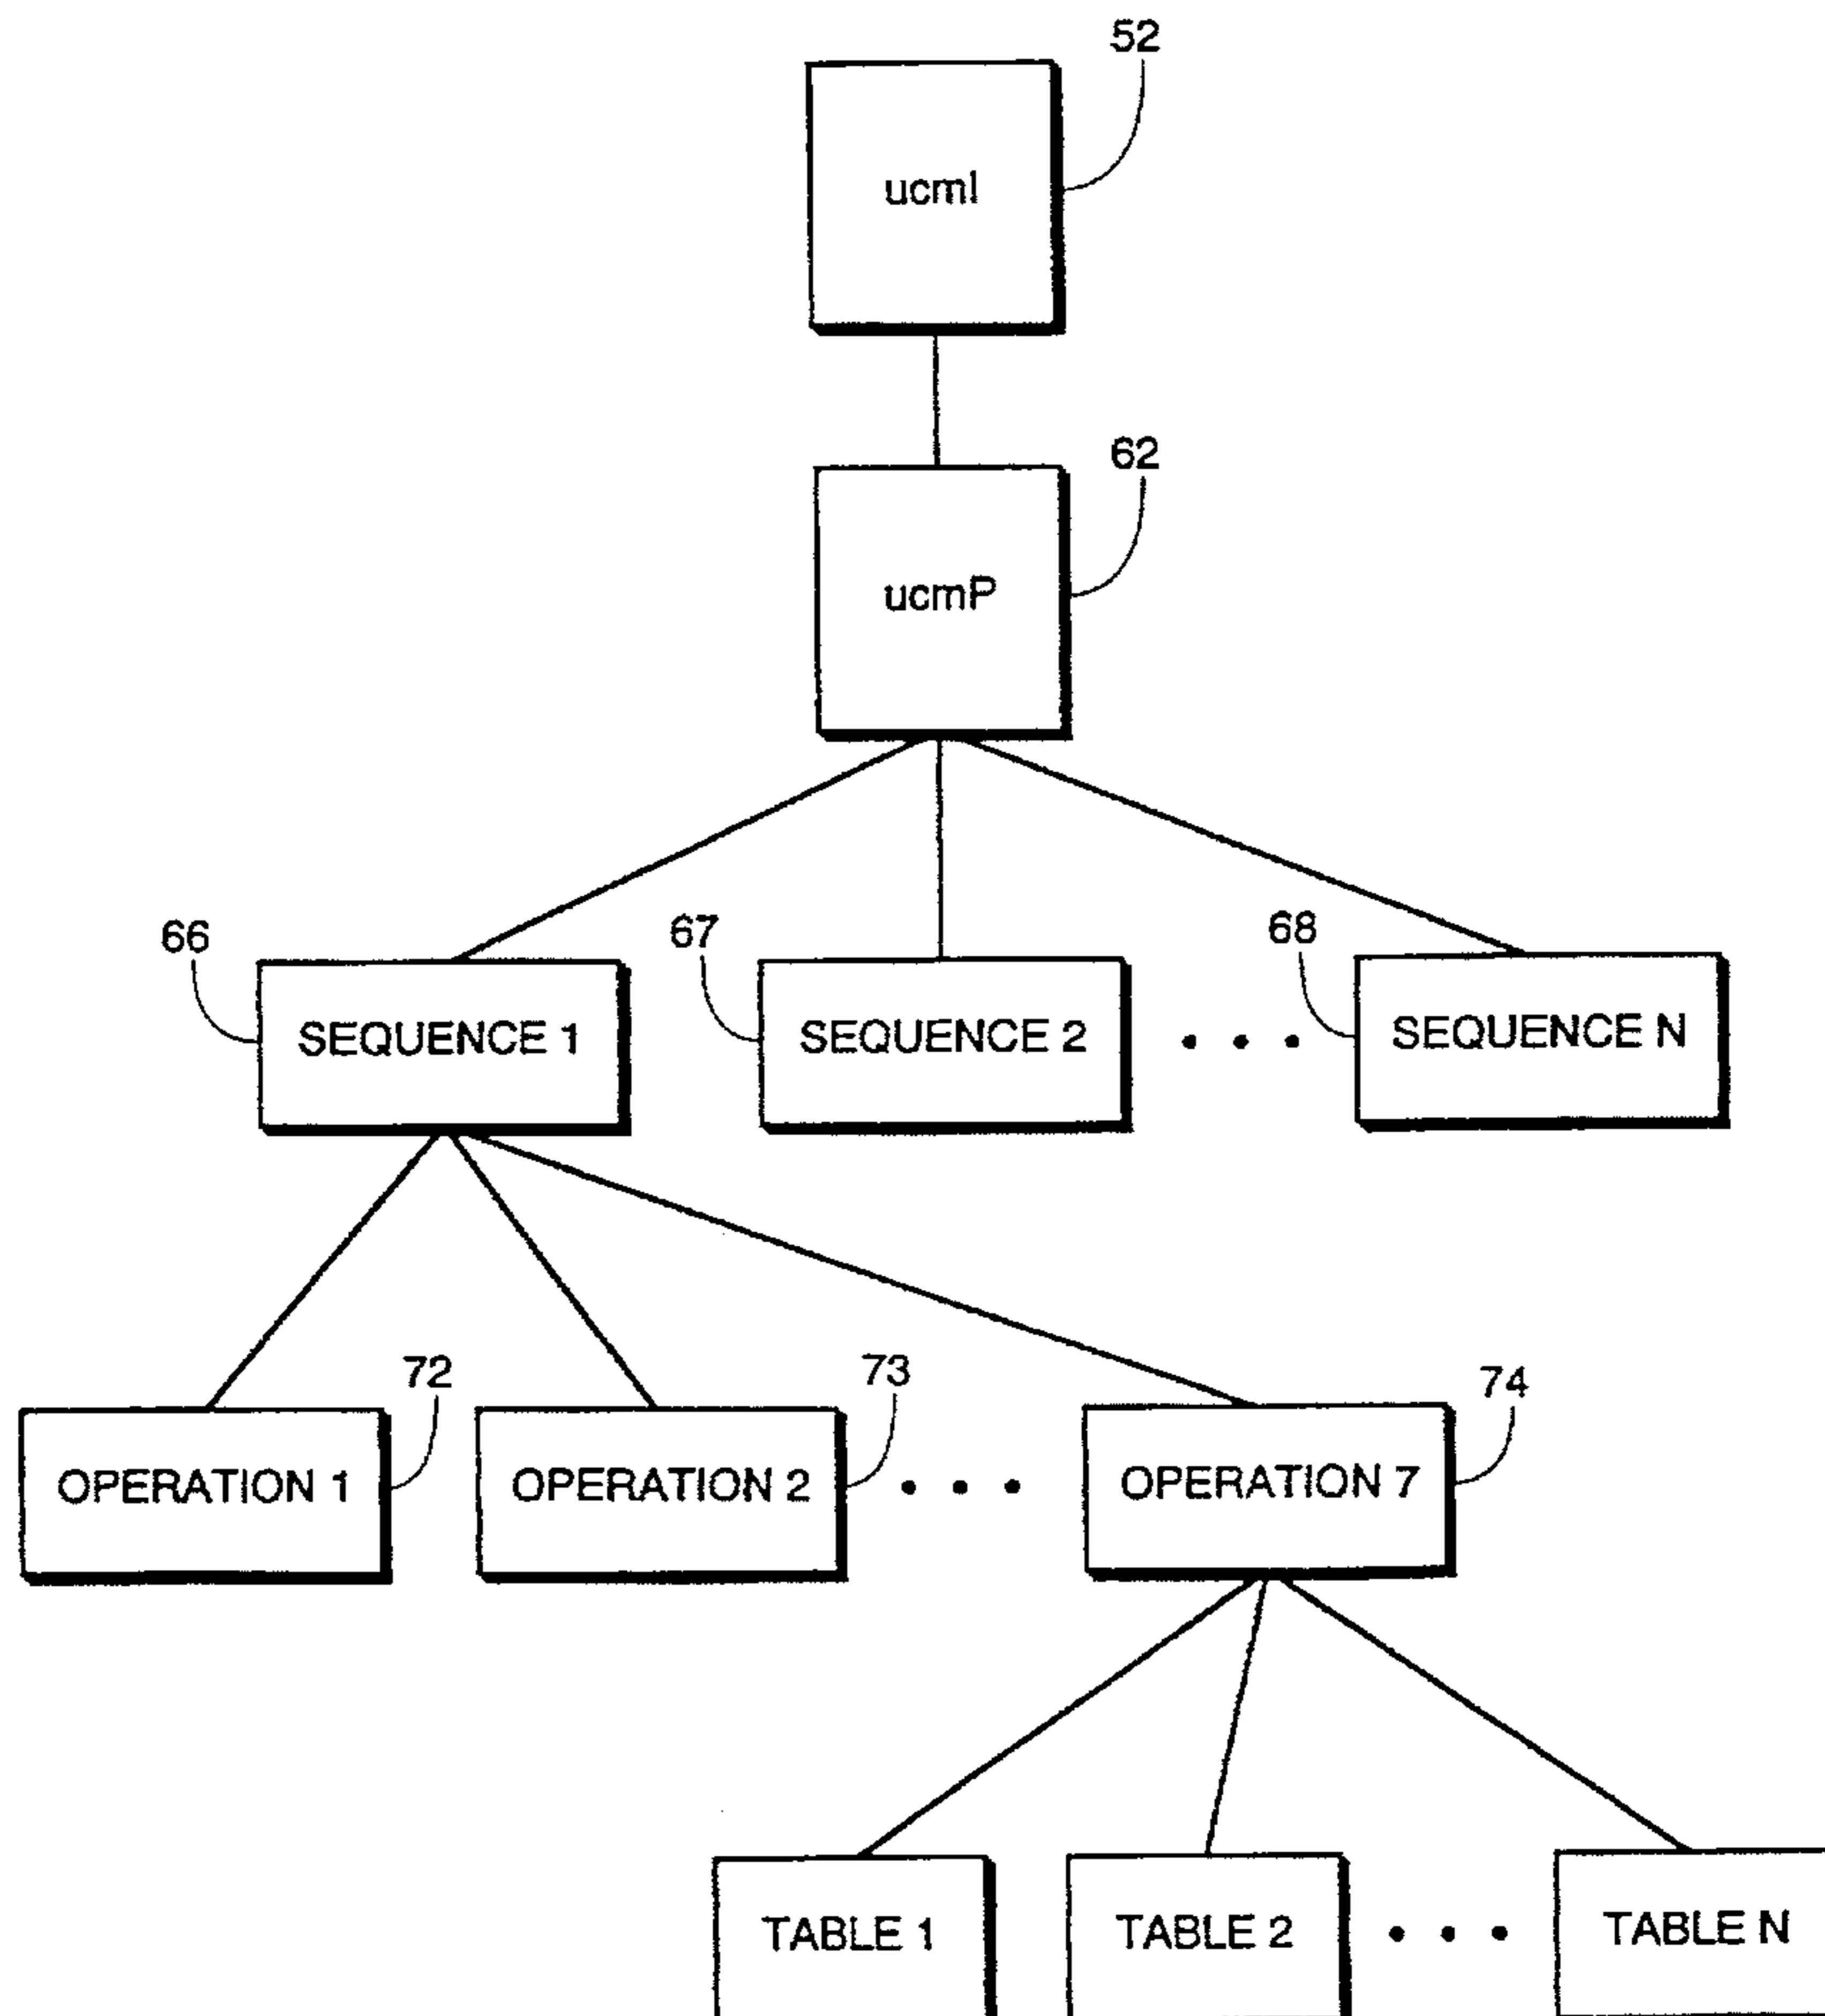 52
ucmI
62
ucmP
66
67
68
SEQUENCE 1
SEQUENCE 2
• • •
SEQUENCE N
72
73
74
OPERATION 1
OPERATION 2
• • •
OPERATION 7
TABLE 1
TABLE 2
• • •
TABLE N